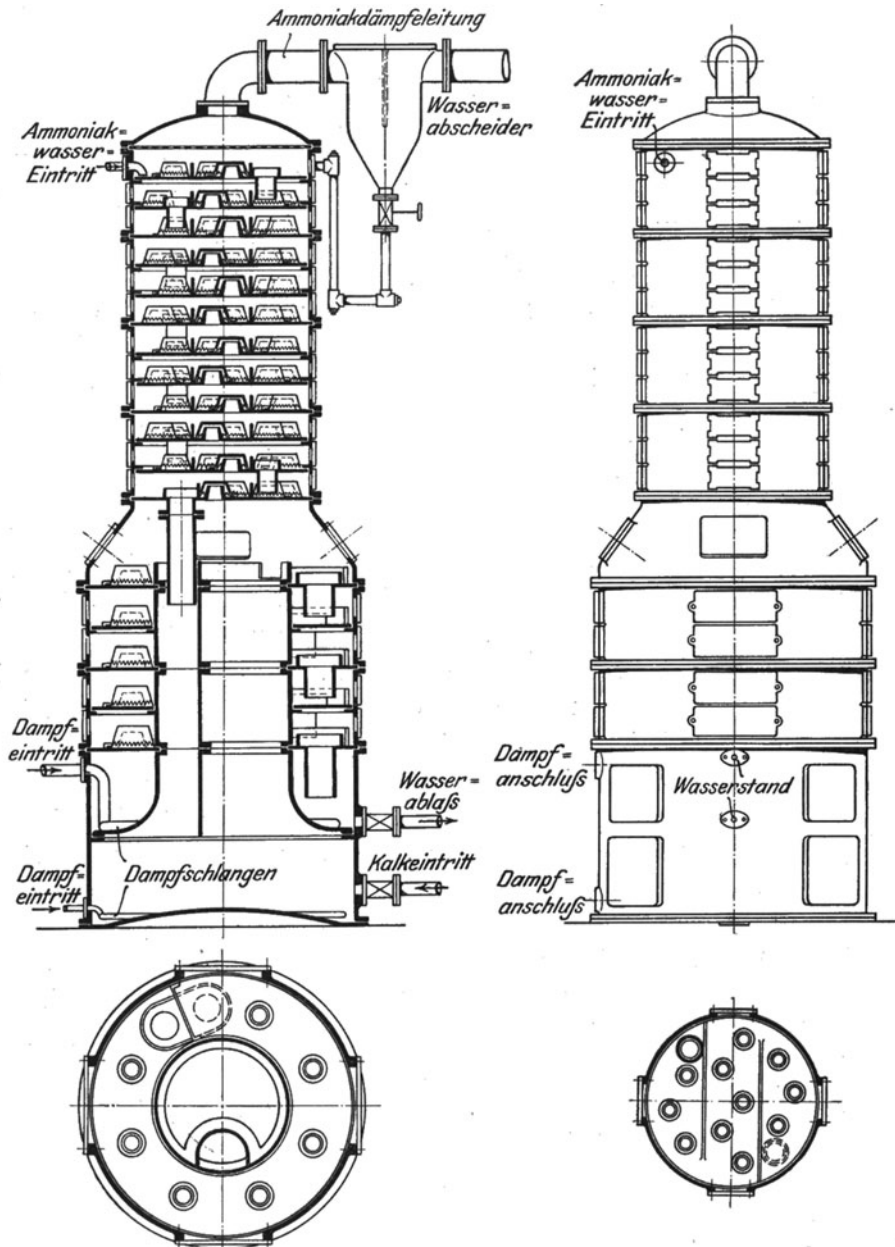 Ammoniakdämpfeleitung
Wasser=
abscheider
Ammoniak=
wasser=
Eintritt
Ammoniak=
wasser=
Eintritt
Dampf=
eintritt
Wasser=
ablaß
Dampf=
eintritt
Dampfschlangen
Kalkeintritt
Dampf=
anschluß
Wasserstand
Dampf=
anschluß